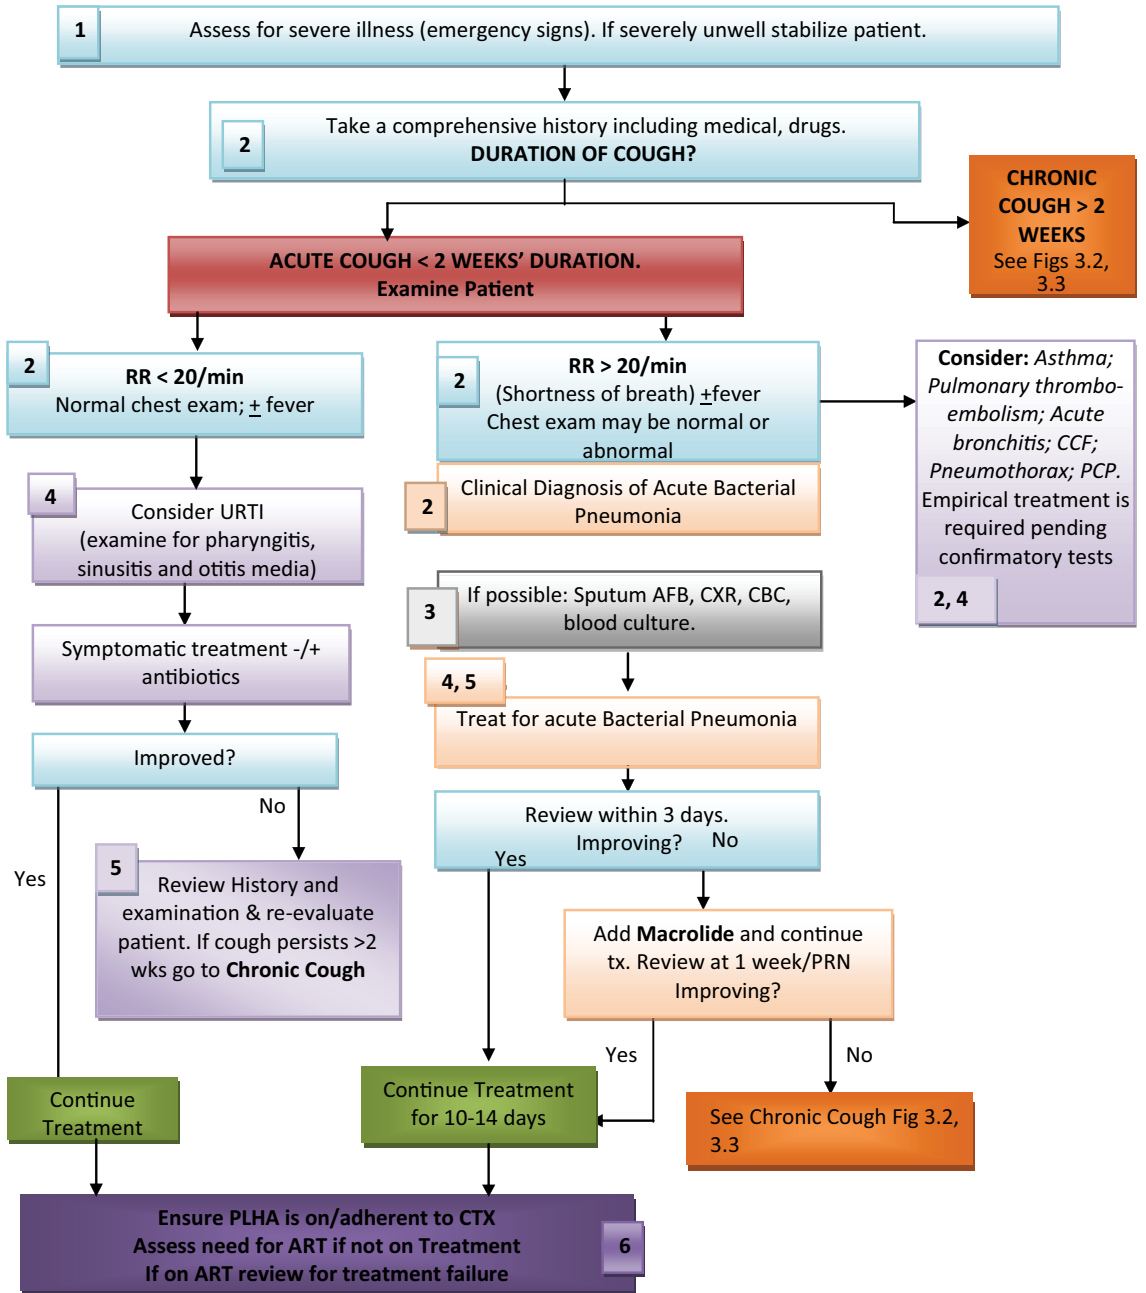 1
Assess for severe illness (emergency signs). If severely unwell stabilize patient.
2
Take a comprehensive history including medical, drugs.
DURATION OF COUGH?
CHRONIC
COUGH > 2
WEEKS
See Figs 3.2,
3.3
ACUTE COUGH < 2 WEEKS’ DURATION.
Examine Patient
2
RR < 20/min
Normal chest exam; + fever
2
RR > 20/min
(Shortness of breath) +fever
Chest exam may be normal or
abnormal
Consider: Asthma;
Pulmonary thrombo-
embolism; Acute
bronchitis; CCF;
Pneumothorax; PCP.
Empirical treatment is
required pending
confirmatory tests
2, 4
2
Clinical Diagnosis of Acute Bacterial
Pneumonia
4
Consider URTI
(examine for pharyngitis,
sinusitis and otitis media)
3
If possible: Sputum AFB, CXR, CBC,
blood culture.
Symptomatic treatment -/+
antibiotics
4, 5
Treat for acute Bacterial Pneumonia
Improved?
No
Yes
Review within 3 days.
Improving?
No
Yes
5
Review History and
examination & re-evaluate
patient. If cough persists >2
wks go to Chronic Cough
Add Macrolide and continue
tx. Review at 1 week/PRN
Improving?
Yes
No
Continue
Treatment
Continue Treatment
for 10-14 days
See Chronic Cough Fig 3.2,
3.3
Ensure PLHA is on/adherent to CTX
Assess need for ART if not on Treatment
If on ART review for treatment failure
6